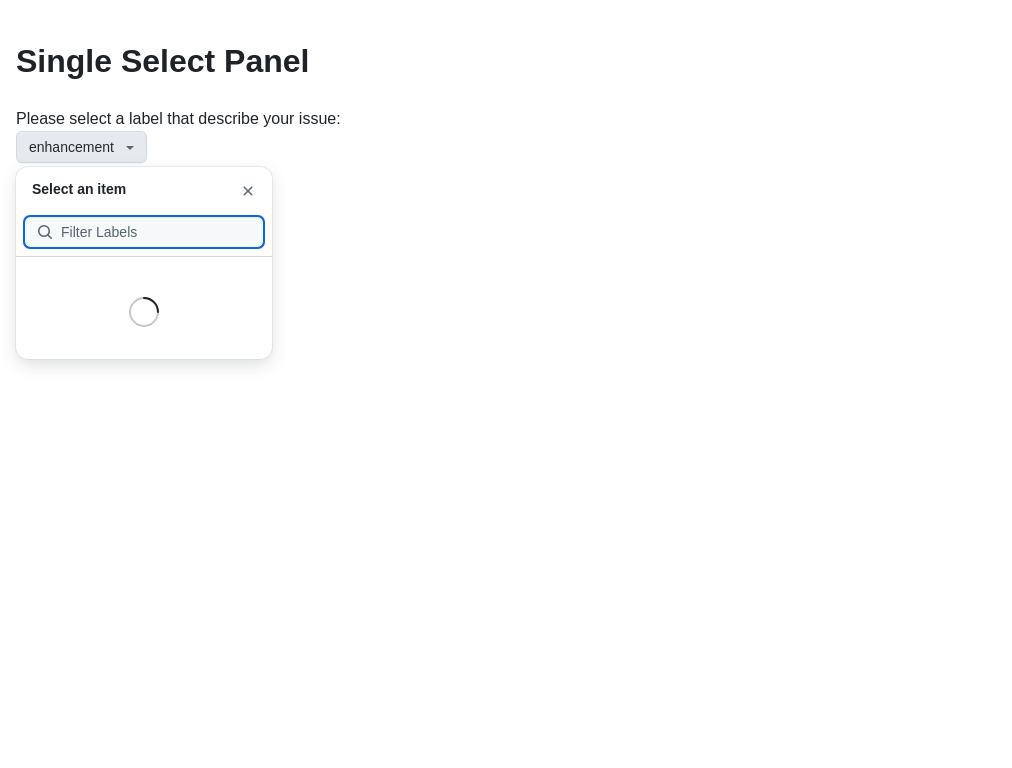 Single Select Panel
Please select a label that describe your issue:
enhancement
Select an item
Filter Labels